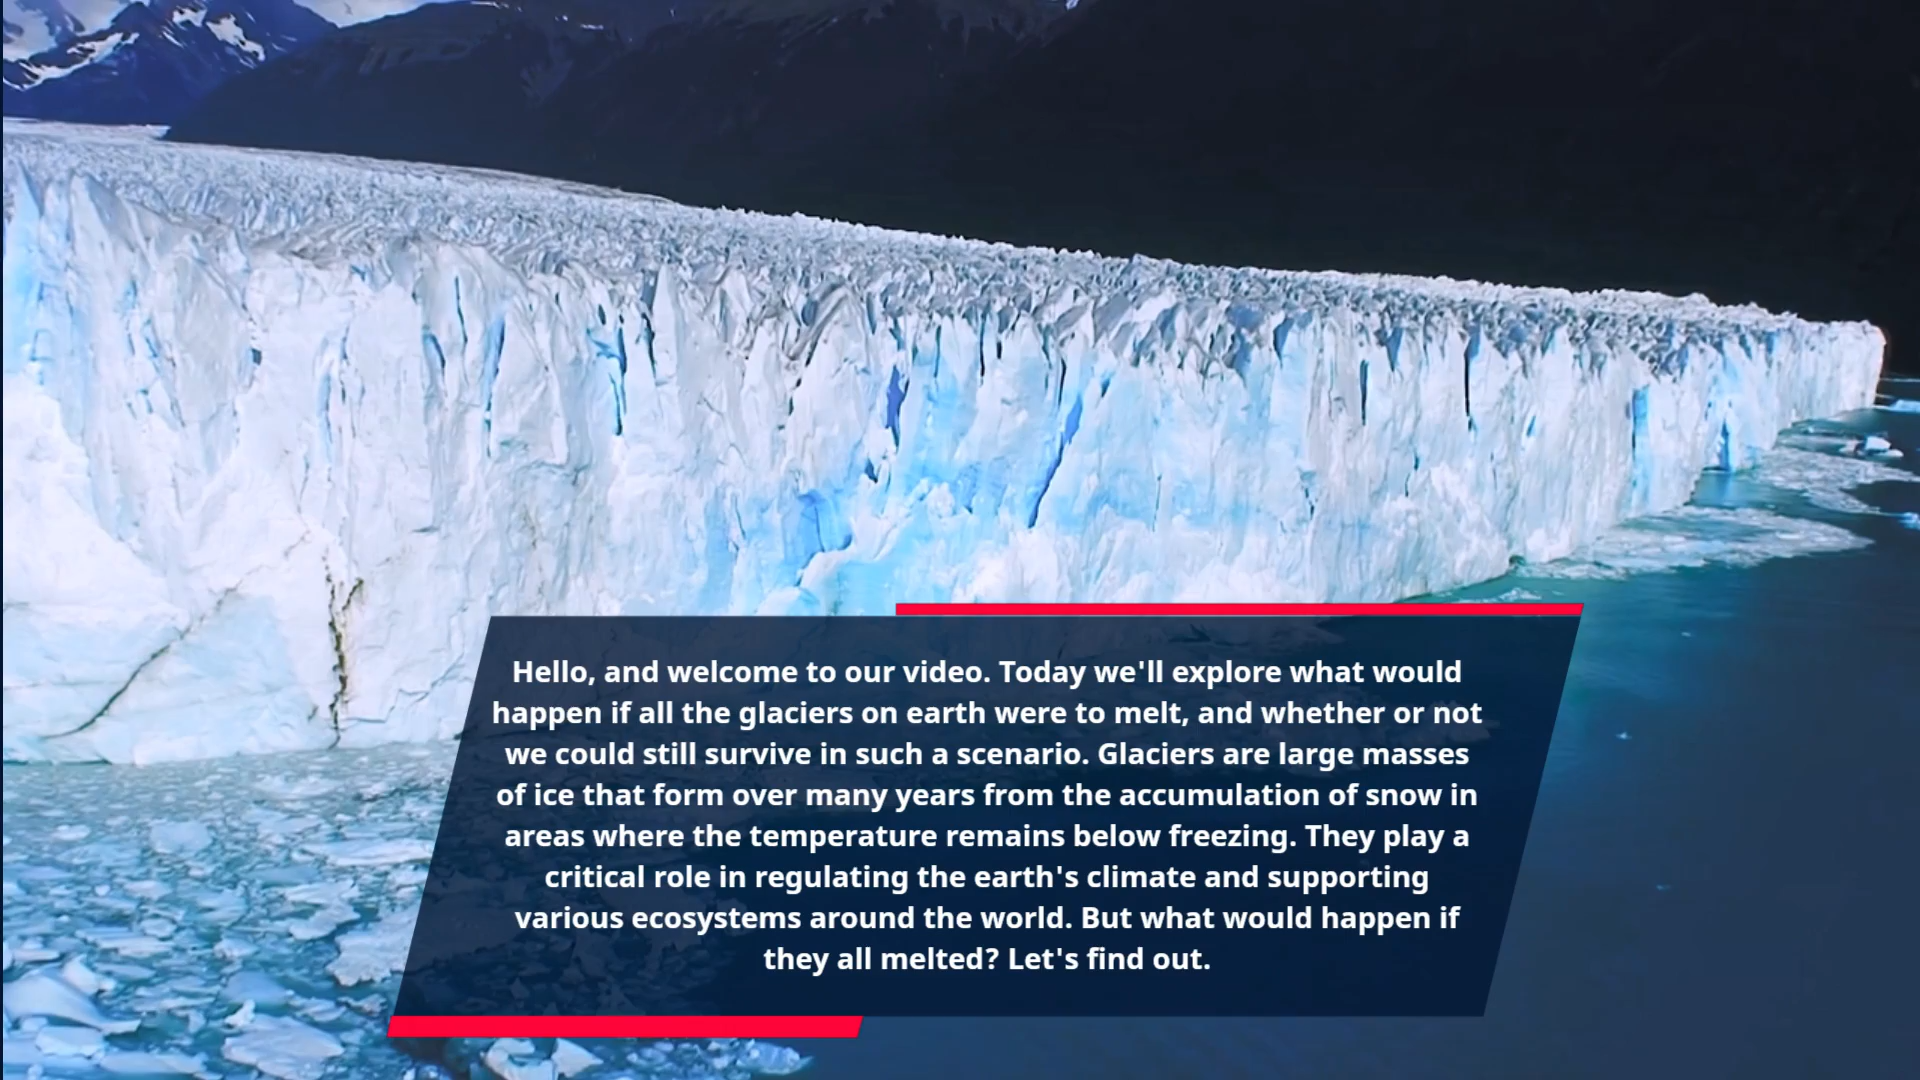 Hello, and welcome to our video. Today we'll explore what would
happen if all the glaciers on earth were to melt, and whether or not
we could still survive in such a scenario. Glaciers are large masses
of ice that form over many years from the accumulation of snow in
areas where the temperature remains below freezing. They play a
critical role in regulating the earth's climate and supporting
various ecosystems around the world. But what would happen if
they all melted? Let's find out.